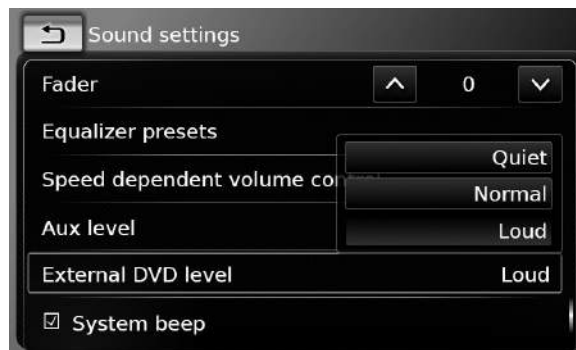 Sound settings
Fader 0
Equalizer presets
Quiet
Speed dependent volume con
Normal
Aux level Loud
External DVD level Loud
System beep